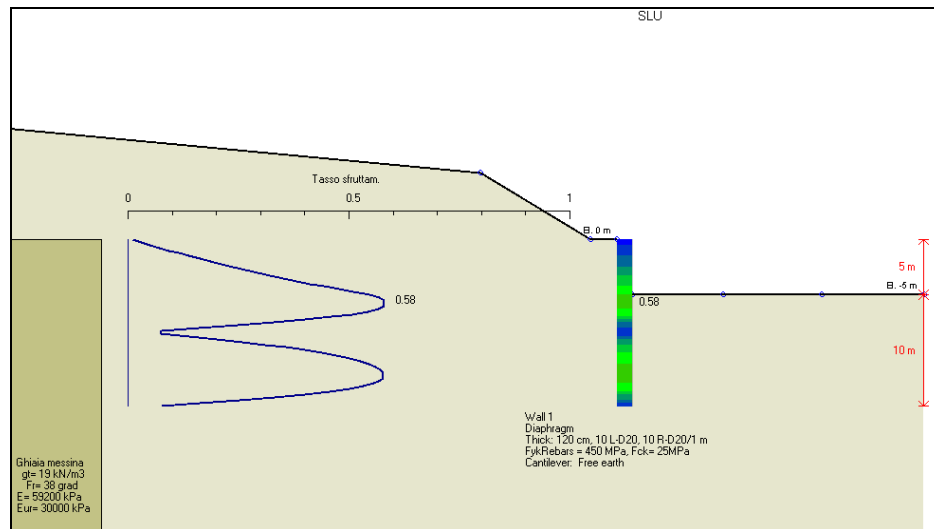 SLU
Tasso sfruttam.
0
0.5
1
El. 0 m
5 m
El. -5 m
0.58
0.58
10 m
Wall 1
Diaphragm
Thick: 120 cm, 10 L-D20, 10 R-D20/1 m
FykRebars = 450 MPa, Fck= 25MPa
Cantilever: Free earth
Ghiaia messina
gt= 19 kN/m3
Fr= 38 grad
E= 59200 kPa
Eur= 30000 kPa